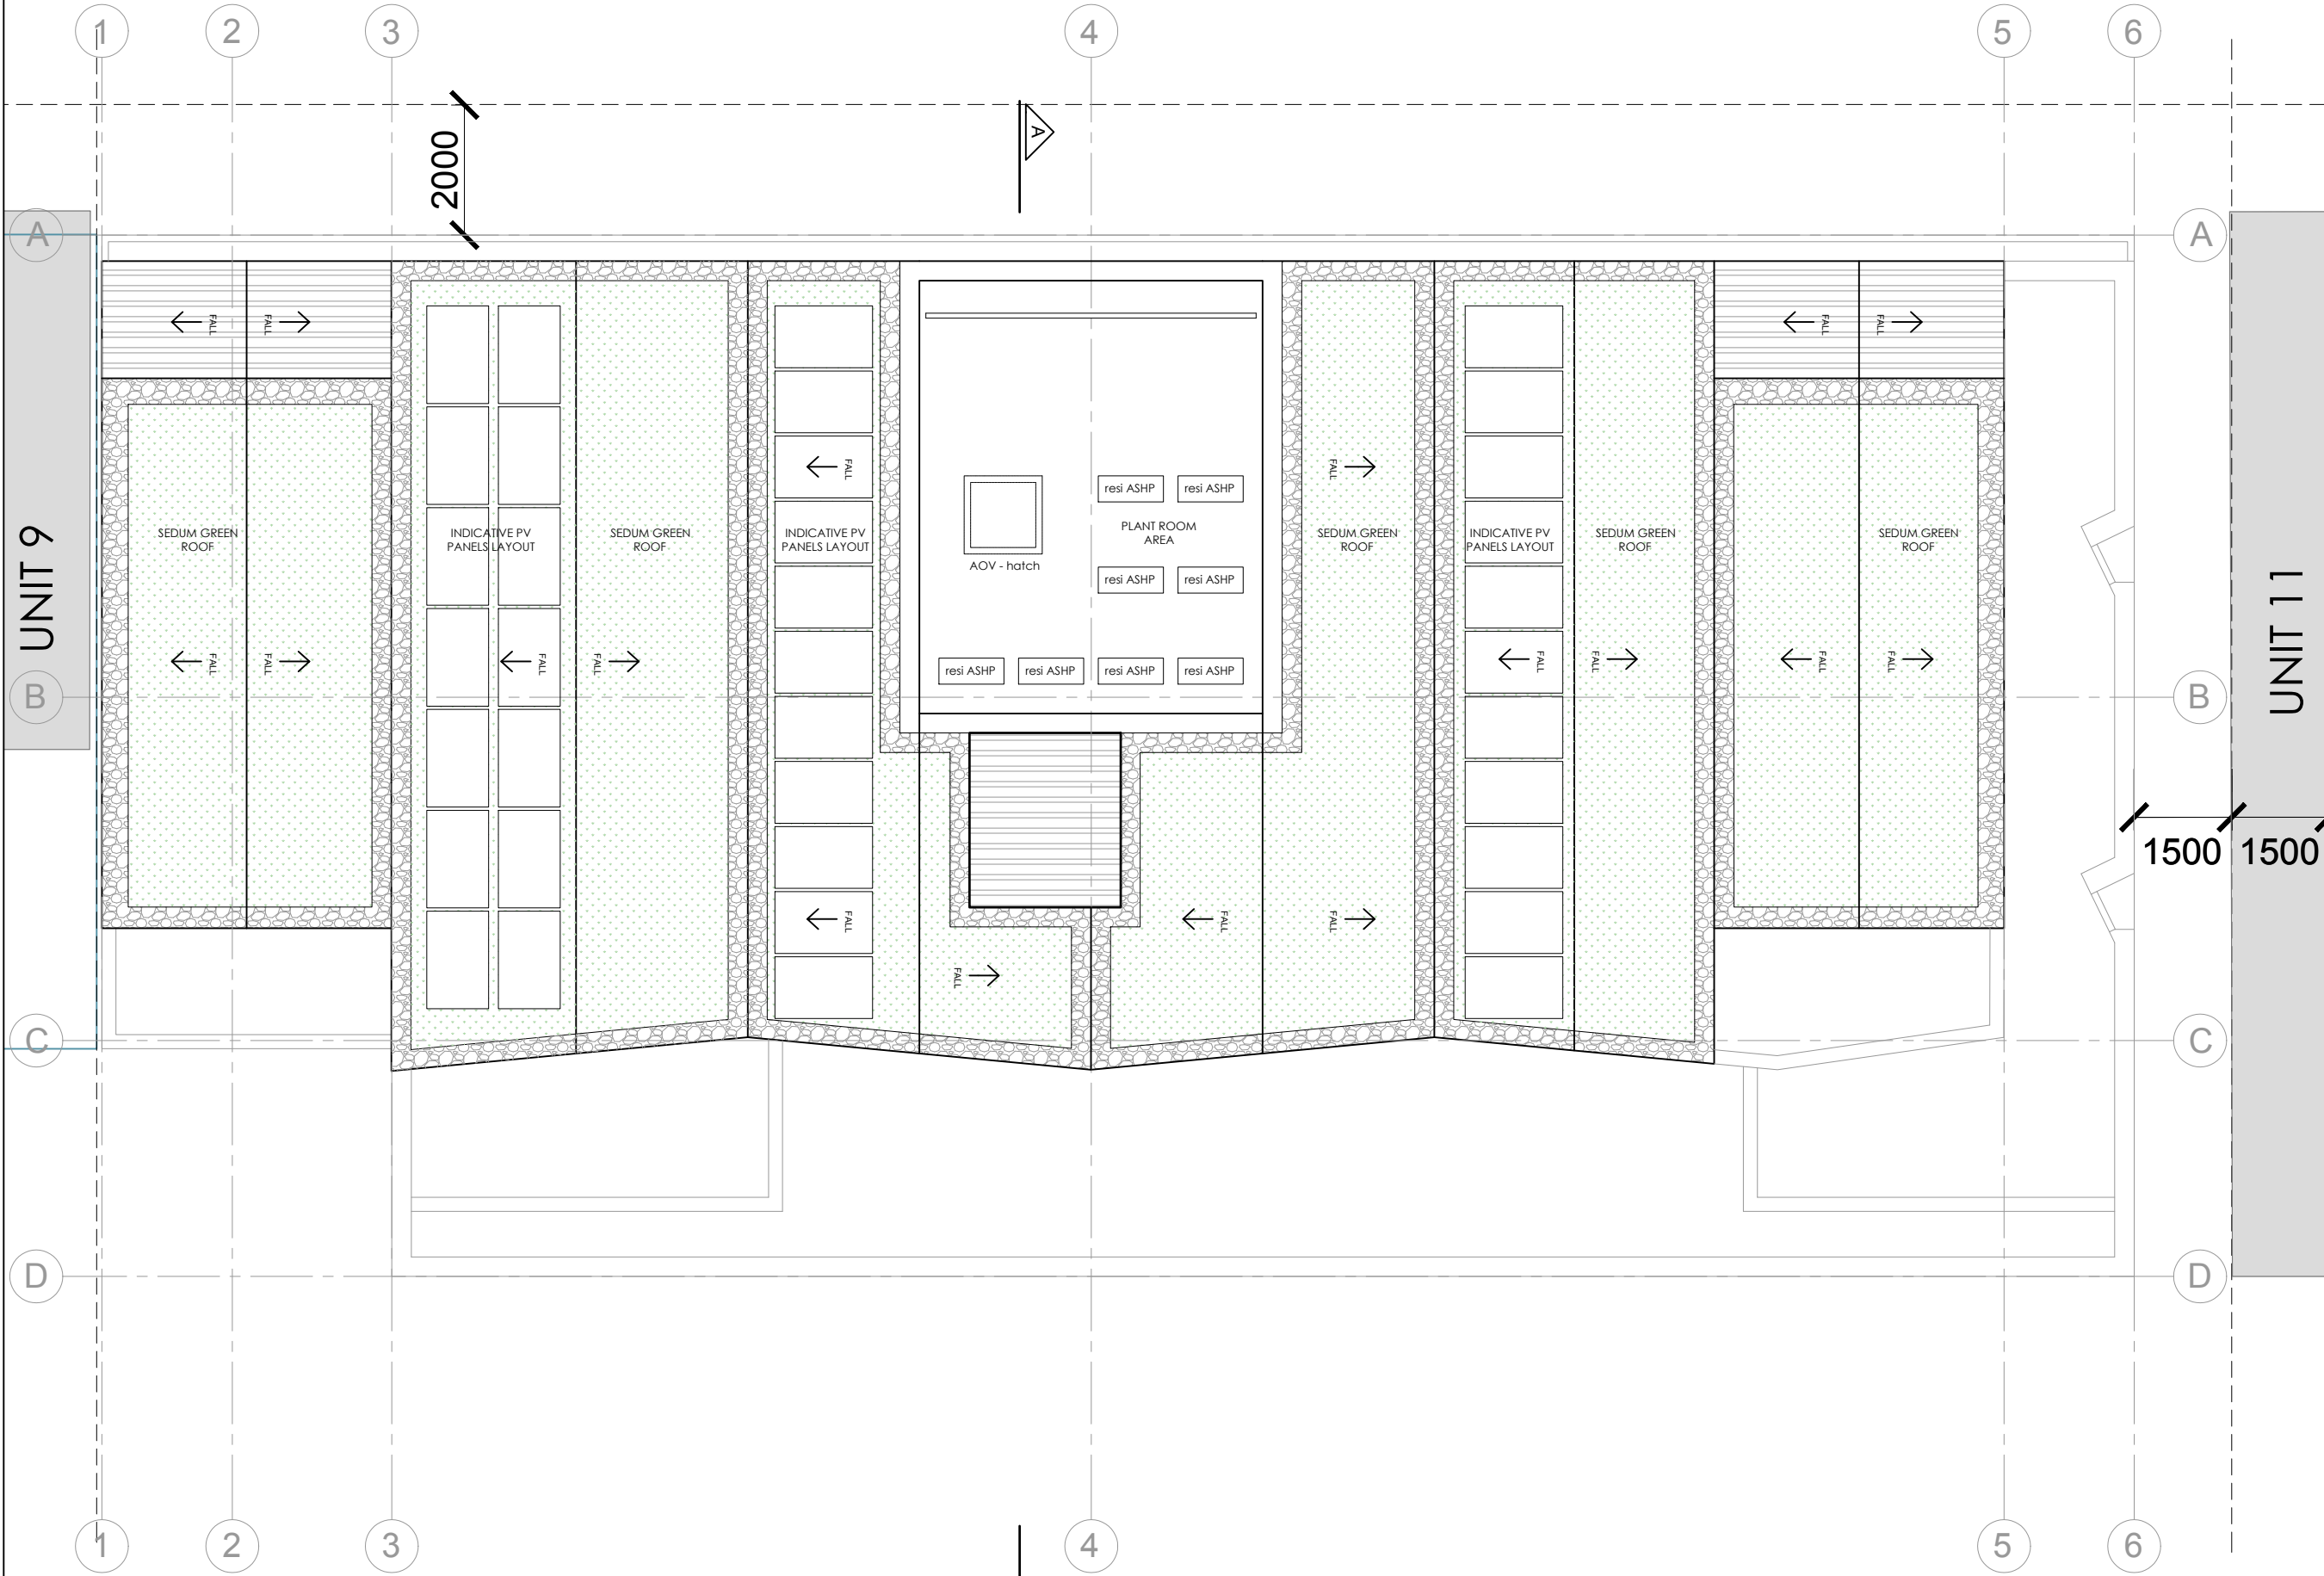 1 2 3 4 5 6
A
2000
A A
FALL FALL FALL FALL
FALL FALL
resi ASHP resi ASHP
SEDUM GREEN
ROOF
INDICATIVE PV
PANELS LAYOUT
SEDUM GREEN
ROOF
INDICATIVE PV
PANELS LAYOUT
PLANT ROOM
AREA
SEDUM GREEN
ROOF
INDICATIVE PV
PANELS LAYOUT
SEDUM GREEN
ROOF
SEDUM GREEN
ROOF
AOV - hatch
resi ASHP resi ASHP
UNIT 9
UNIT 11
FALL FALL FALL FALL FALL FALL FALL FALL
resi ASHP resi ASHP resi ASHP resi ASHP
B B
1500 1500
FALL FALL FALL
FALL
C C
D D
1 2 3 4 5 6